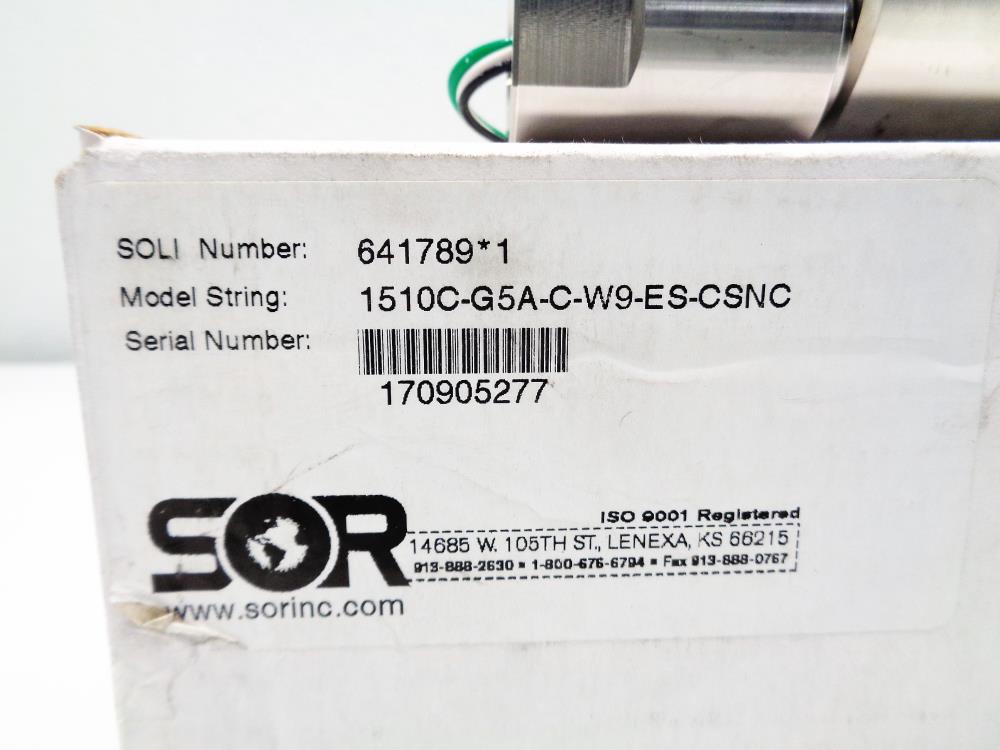 SOLI Number: 641789*1
Model String: 1510C-G5A-C-W9-ES-CSNC
Serial Number:
170905277
SOR
ISO 9001 Registered
14685 W. 105TH ST., LENEXA, KS 66215
913-888-2630 ▪ 1-800-676-6794 ▪ Fax 913-888-0767
www.sorinc.com